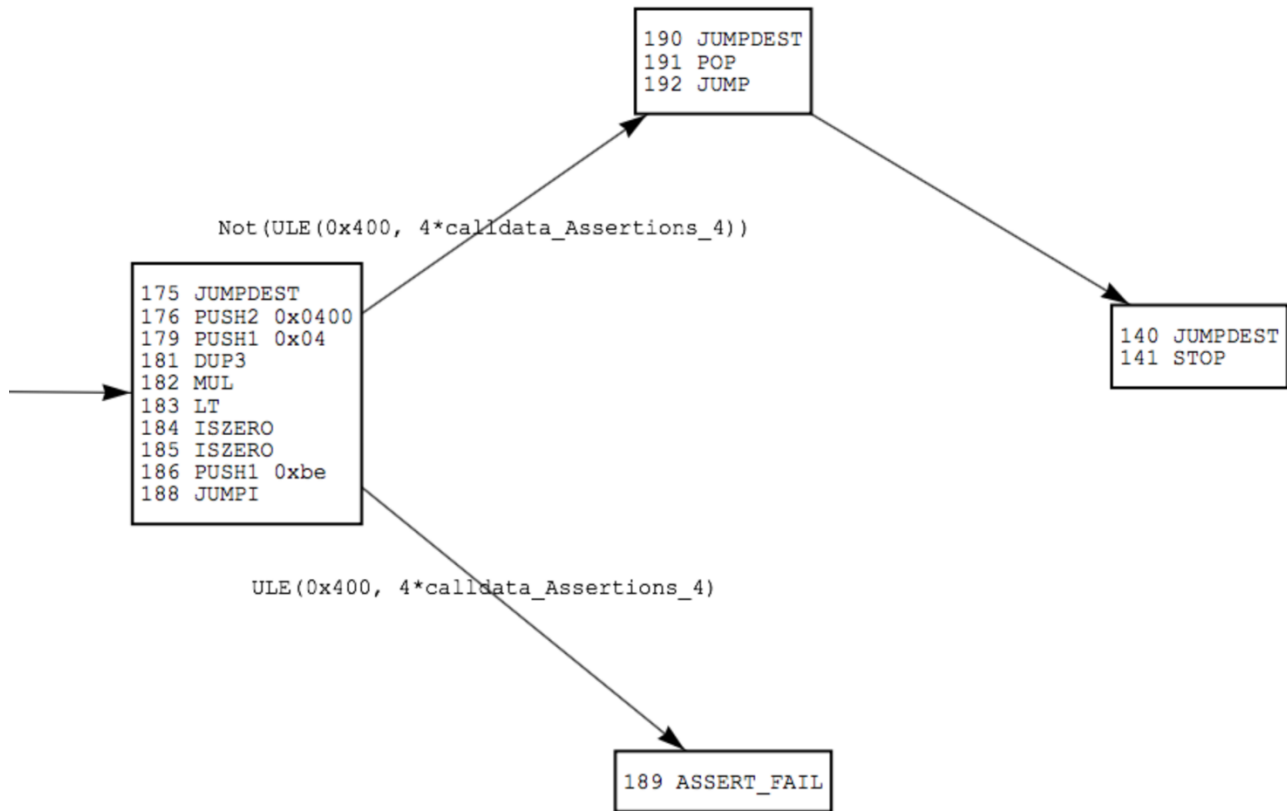 190 JUMPDEST
191 POP
192 JUMP
Not(ULE(0x400, 4*calldata_Assertions_4))
175 JUMPDEST
176 PUSH2 0x0400
179 PUSH1 0x04
181 DUP3
182 MUL
183 LT
184 ISZERO
185 ISZERO
186 PUSH1 0xbe
188 JUMPI
140 JUMPDEST
141 STOP
ULE(0x400, 4*calldata_Assertions_4)
189 ASSERT_FAIL